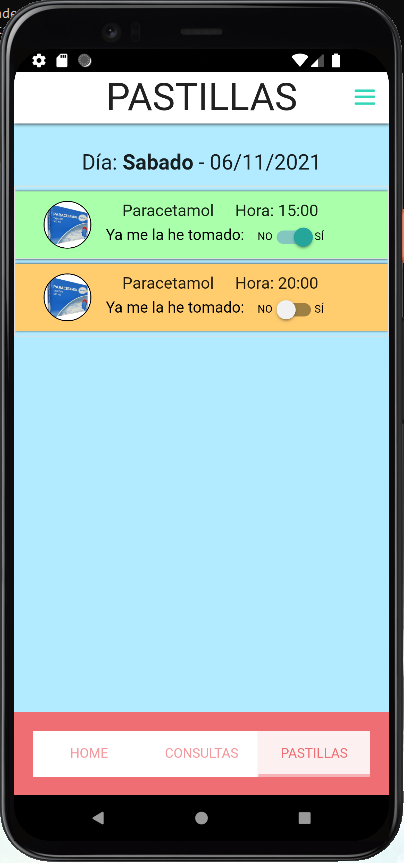 PASTILLAS
Día: Sabado - 06/11/2021
Paracetamol Hora: 15:00
Ya me la he tomado: NO SÍ
Paracetamol Hora: 20:00
Ya me la he tomado: NO SÍ
HOME CONSULTAS PASTILLAS